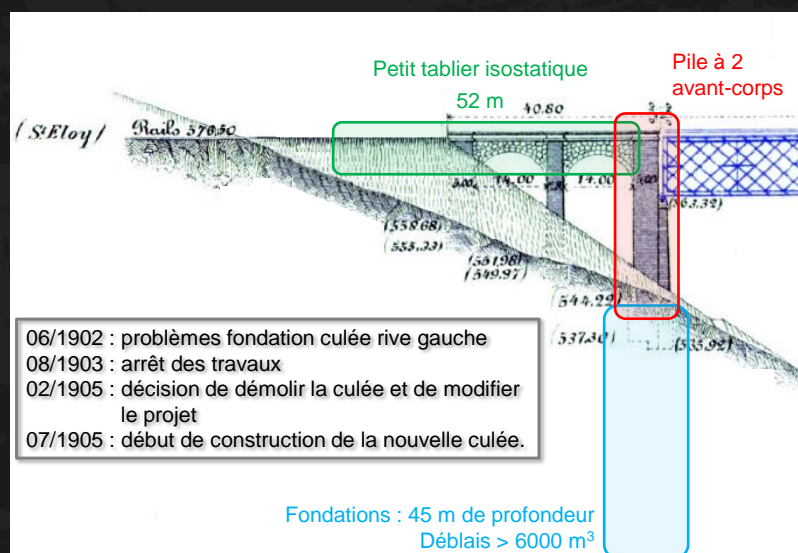 Petit tablier isostatique
52 m
Pile à 2
avant-corps
40.80
(St Eloy)
Rails 576,50
14.00
14.00
(563.32)
(558.68)
(555.33)
(551,98)
(549.97)
(544.22)
(537.30)
(535.92)
06/1902 : problèmes fondation culée rive gauche
08/1903 : arrêt des travaux
02/1905 : décision de démolir la culée et de modifier
le projet
07/1905 : début de construction de la nouvelle culée.
Fondations : 45 m de profondeur
Déblais > 6000 m³